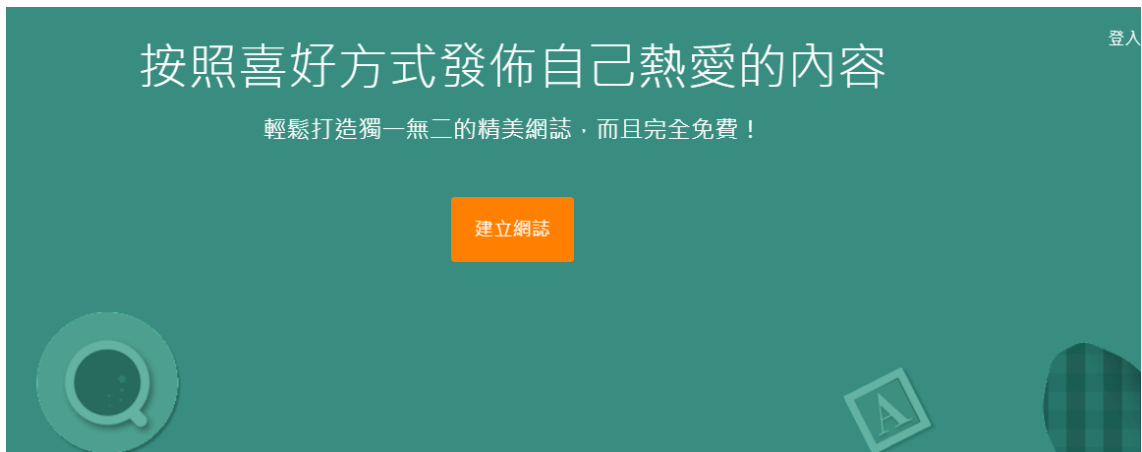 登入
按照喜好方式發佈自己熱愛的內容
輕鬆打造獨一無二的精美網誌，而且完全免費！
建立網誌
A